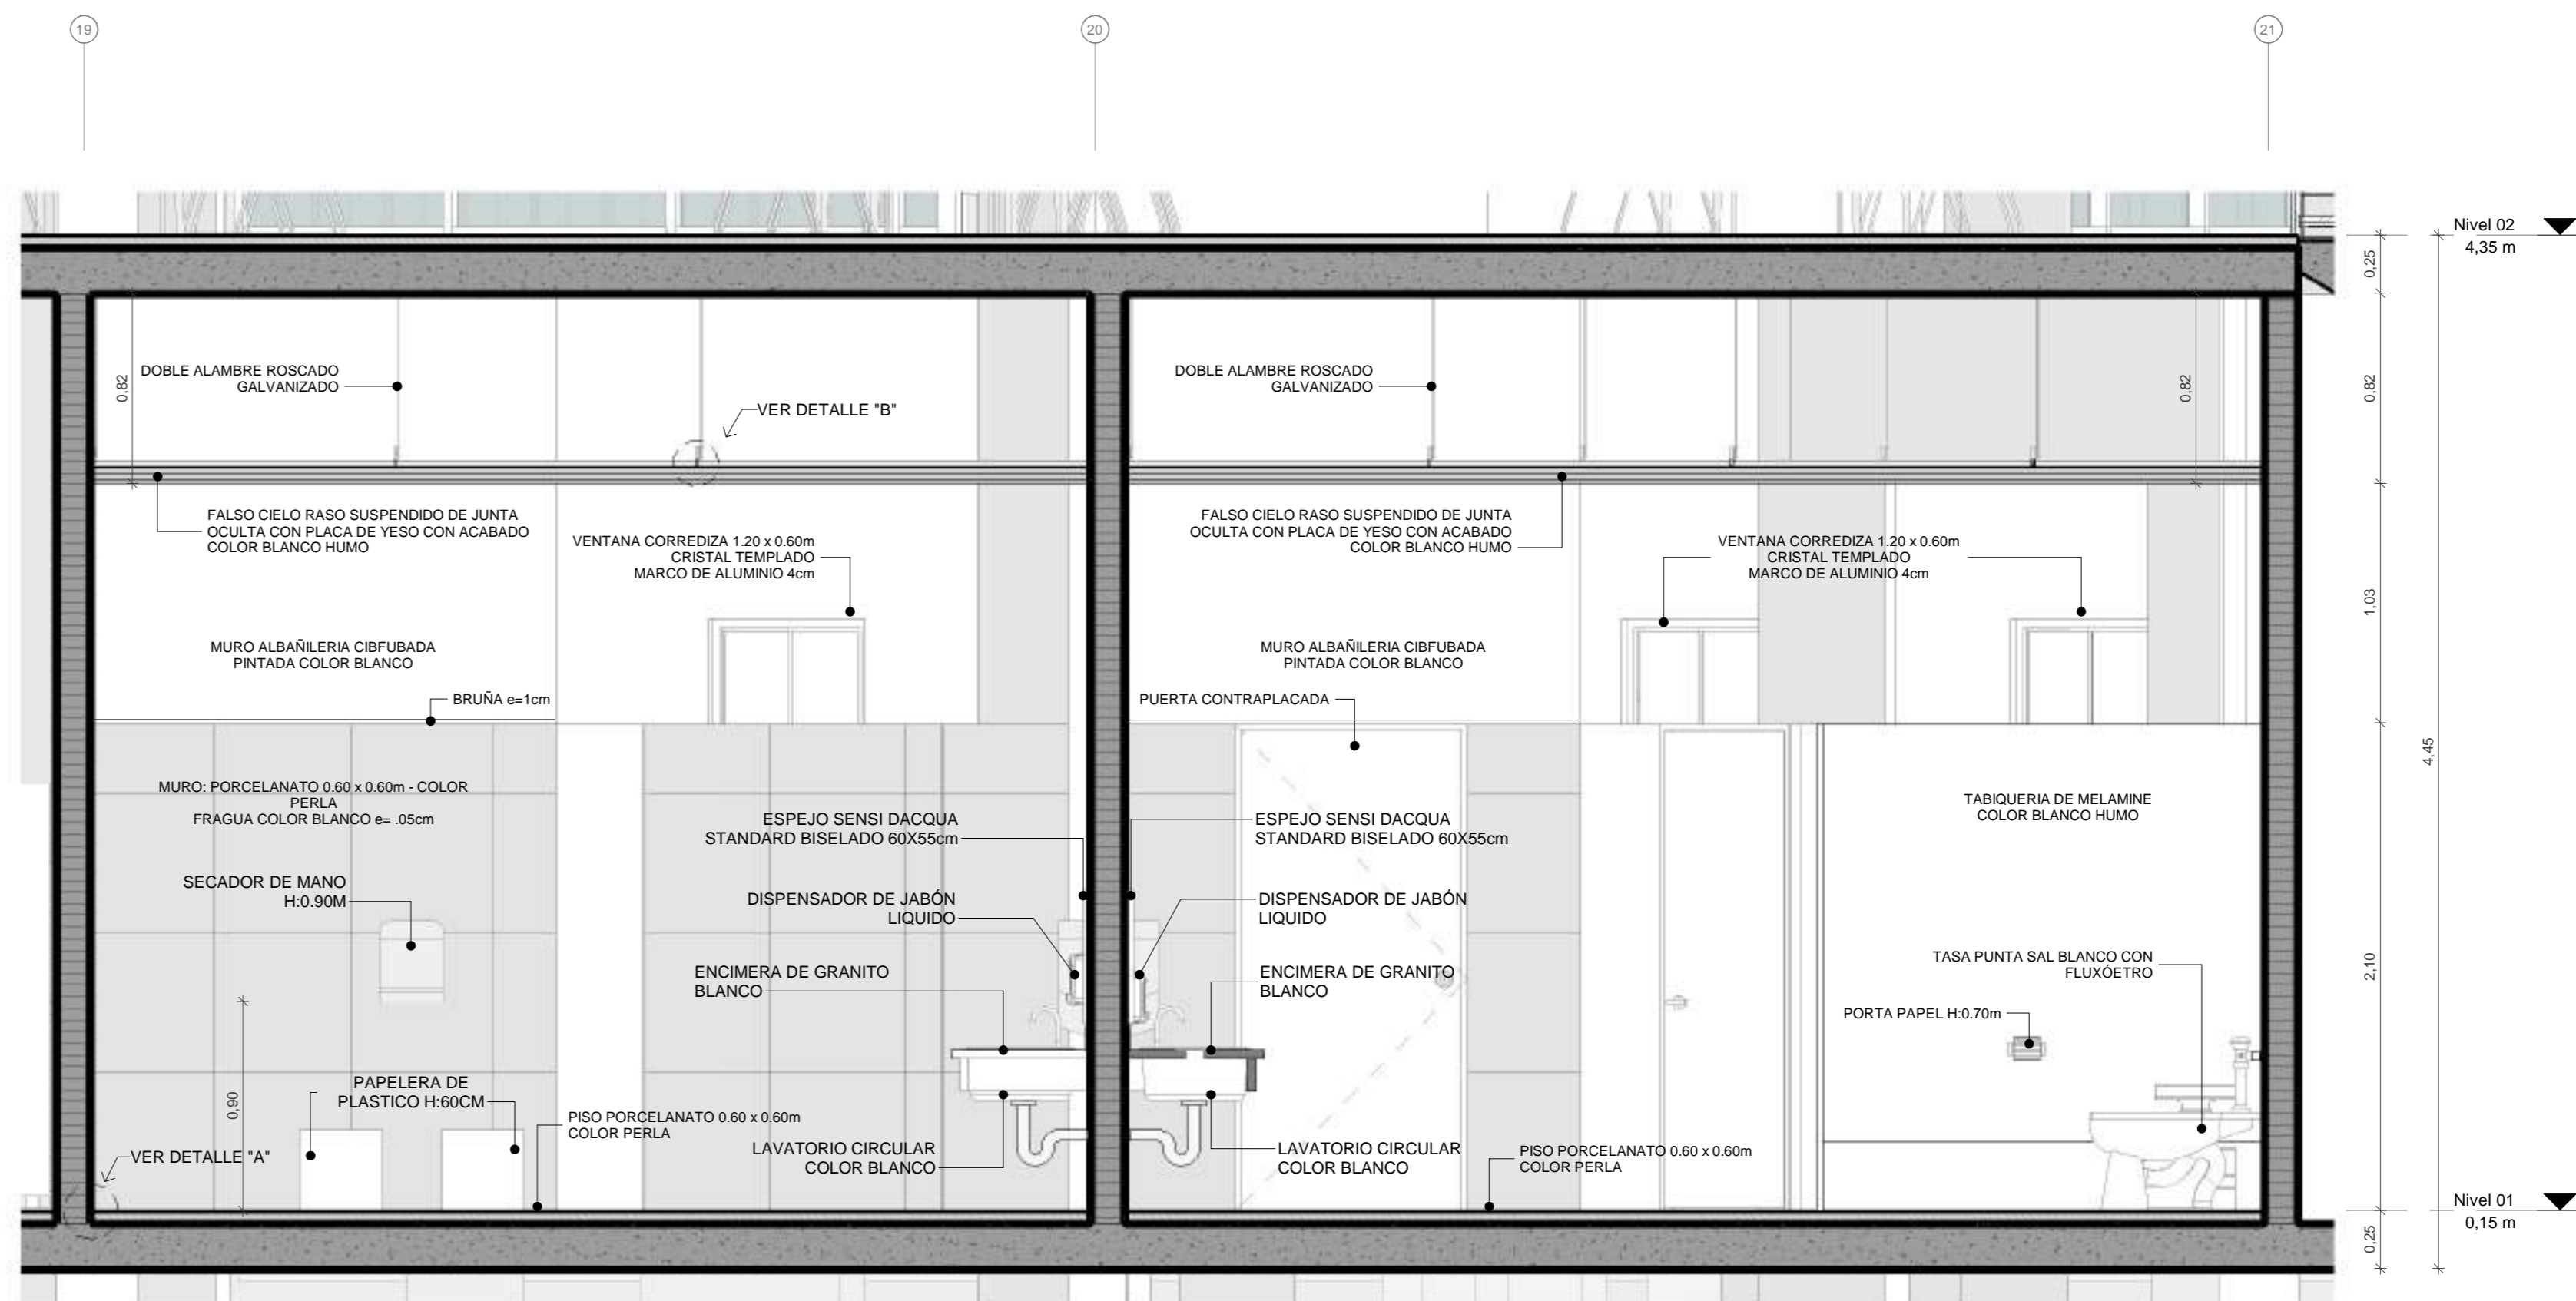 19
20
21
Nivel 02
4,35 m
0,25
DOBLE ALAMBRE ROSCADO
GALVANIZADO
0,82
VER DETALLE "B"
DOBLE ALAMBRE ROSCADO
GALVANIZADO
0,82
0,82
FALSO CIELO RASO SUSPENDIDO DE JUNTA
OCULTA CON PLACA DE YESO CON ACABADO
COLOR BLANCO HUMO
VENTANA CORREDIZA 1.20 x 0.60m
CRISTAL TEMPLADO
MARCO DE ALUMINIO 4cm
FALSO CIELO RASO SUSPENDIDO DE JUNTA
OCULTA CON PLACA DE YESO CON ACABADO
COLOR BLANCO HUMO
VENTANA CORREDIZA 1.20 x 0.60m
CRISTAL TEMPLADO
MARCO DE ALUMINIO 4cm
1,03
MURO ALBAÑILERIA CIBFUBADA
PINTADA COLOR BLANCO
MURO ALBAÑILERIA CIBFUBADA
PINTADA COLOR BLANCO
BRUÑA e=1cm
PUERTA CONTRAPLACADA
4,45
MURO: PORCELANATO 0.60 x 0.60m - COLOR
PERLA
FRAGUA COLOR BLANCO e= .05cm
ESPEJO SENSI DACQUA
STANDARD BISELADO 60X55cm
ESPEJO SENSI DACQUA
STANDARD BISELADO 60X55cm
TABIQUERIA DE MELAMINE
COLOR BLANCO HUMO
SECADOR DE MANO
H:0.90M
DISPENSADOR DE JABÓN
LIQUIDO
DISPENSADOR DE JABÓN
LIQUIDO
ENCIMERA DE GRANITO
BLANCO
ENCIMERA DE GRANITO
BLANCO
TASA PUNTA SAL BLANCO CON
FLUXÓETRO
2,10
PORTA PAPEL H:0.70m
0,90
PAPELERA DE
PLASTICO H:60CM
PISO PORCELANATO 0.60 x 0.60m
COLOR PERLA
VER DETALLE "A"
LAVATORIO CIRCULAR
COLOR BLANCO
LAVATORIO CIRCULAR
COLOR BLANCO
PISO PORCELANATO 0.60 x 0.60m
COLOR PERLA
Nivel 01
0,15 m
0,25